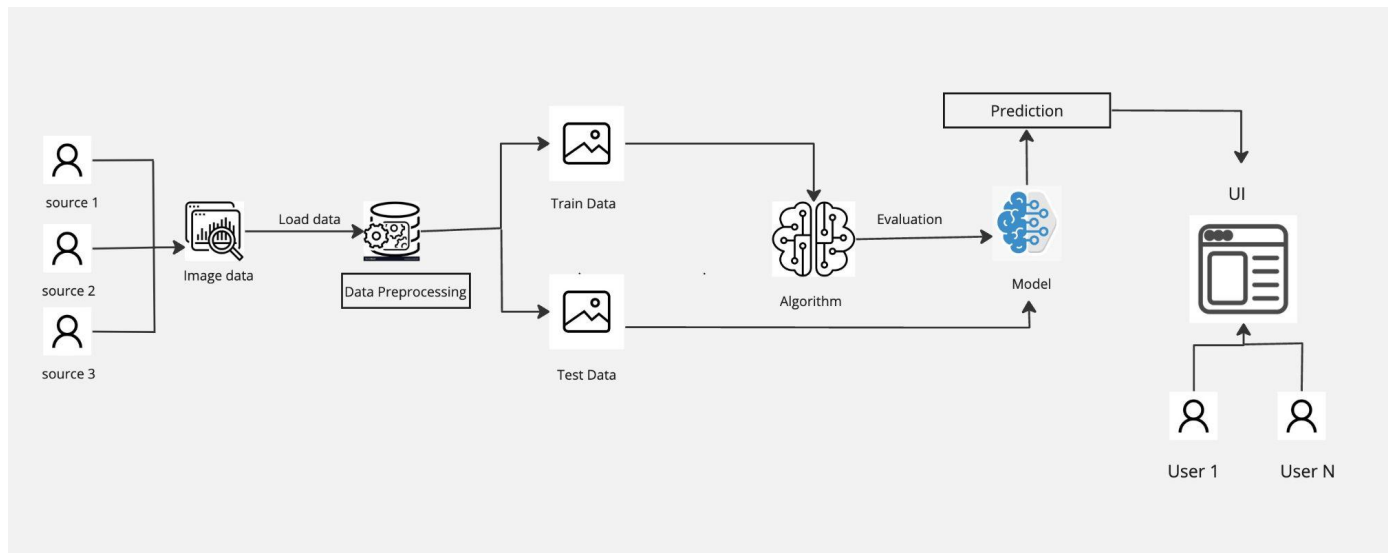 source 1
source 2
source 3
Image data
Load data
Data Preprocessing
Train Data
Test Data
Algorithm
Evaluation
Model
Prediction
UI
User 1
User N